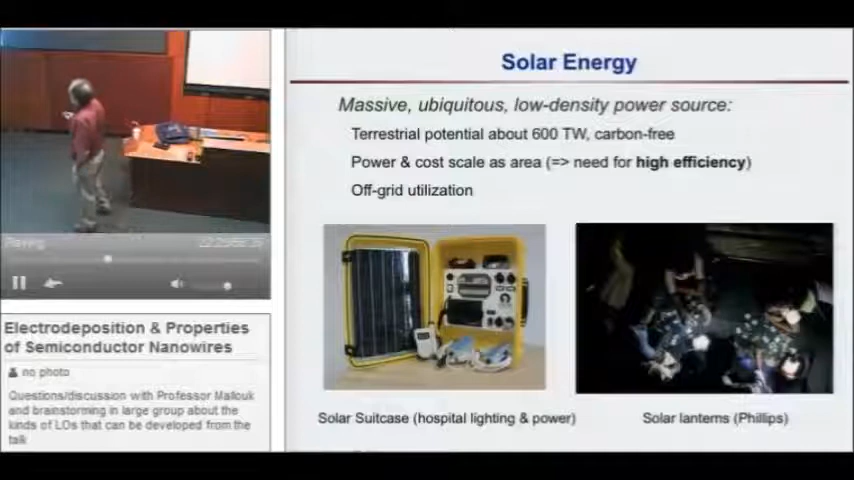 Solar Energy
Massive, ubiquitous, low-density power source:
Terrestrial potential about 600 TW, carbon-free
Power & cost scale as area (=> need for high efficiency)
Off-grid utilization
Solar Suitcase (hospital lighting & power)
Solar lanterns (Phillips)
Playing
Electrodeposition & Properties
of Semiconductor Nanowires
no photo
Questions/discussion with Professor Mallouk
and brainstorming in large group about the
kinds of LOs that can be developed from the
talk